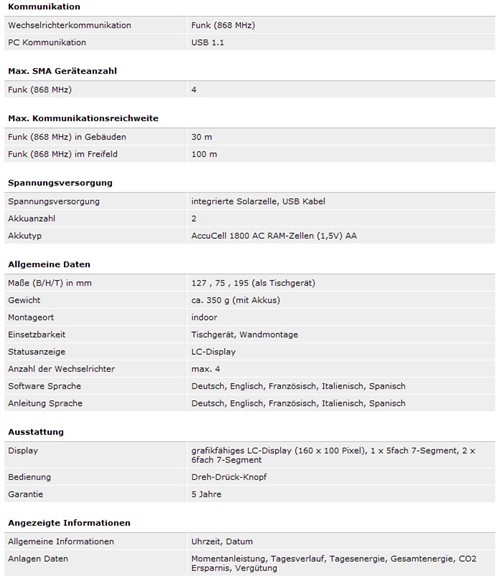 Kommunikation
Wechselrichterkommunikation Funk (868 MHz)
PC Kommunikation USB 1.1
Max. SMA Geräteanzahl
Funk (868 MHz) 4
Max. Kommunikationsreichweite
Funk (868 MHz) in Gebäuden 30 m
Funk (868 MHz) im Freifeld 100 m
Spannungsversorgung
Spannungsversorgung integrierte Solarzelle, USB Kabel
Akkuanzahl 2
Akkutyp AccuCell 1800 AC RAM-Zellen (1,5V) AA
Allgemeine Daten
Maße (B/H/T) in mm 127 , 75 , 195 (als Tischgerät)
Gewicht ca. 350 g (mit Akkus)
Montageort indoor
Einsetzbarkeit Tischgerät, Wandmontage
Statusanzeige LC-Display
Anzahl der Wechselrichter max. 4
Software Sprache Deutsch, Englisch, Französisch, Italienisch, Spanisch
Anleitung Sprache Deutsch, Englisch, Französisch, Italienisch, Spanisch
Ausstattung
Display grafikfähiges LC-Display (160 x 100 Pixel), 1 x 5fach 7-Segment, 2 x
6fach 7-Segment
Bedienung Dreh-Drück-Knopf
Garantie 5 Jahre
Angezeigte Informationen
Allgemeine Informationen Uhrzeit, Datum
Anlagen Daten Momentanleistung, Tagesverlauf, Tagesenergie, Gesamtenergie, CO2
Ersparnis, Vergütung